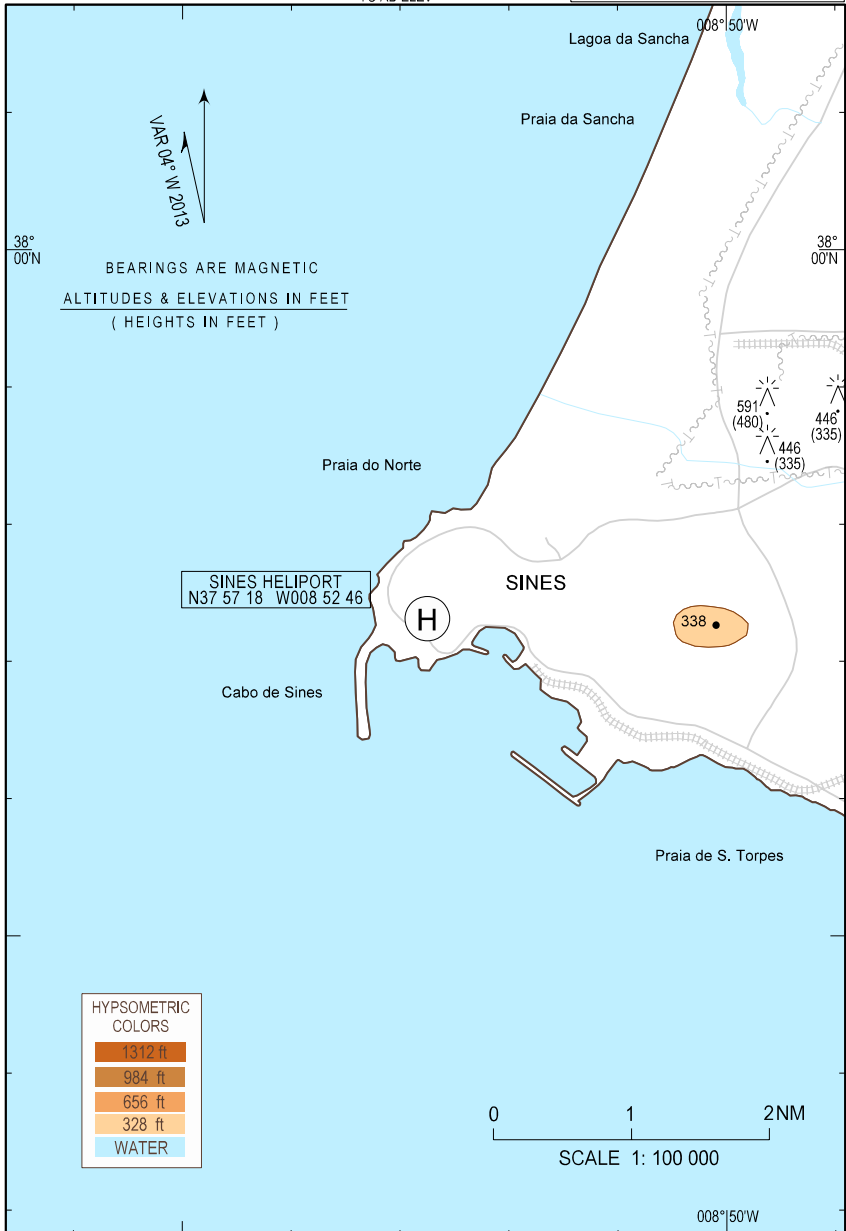 008°50'W
Lagoa da Sancha
Praia da Sancha
VAR 04° W 2013
38°
00'N
38°
00'N
BEARINGS ARE MAGNETIC
ALTITUDES & ELEVATIONS IN FEET
( HEIGHTS IN FEET )
591
(480)
446
(335)
446
(335)
Praia do Norte
SINES HELIPORT
N37 57 18 W008 52 46
SINES
H
338
Cabo de Sines
Praia de S. Torpes
HYPSOMETRIC
COLORS
1312 ft
984 ft
656 ft
328 ft
WATER
0 1 2NM
SCALE 1: 100 000
008°50'W